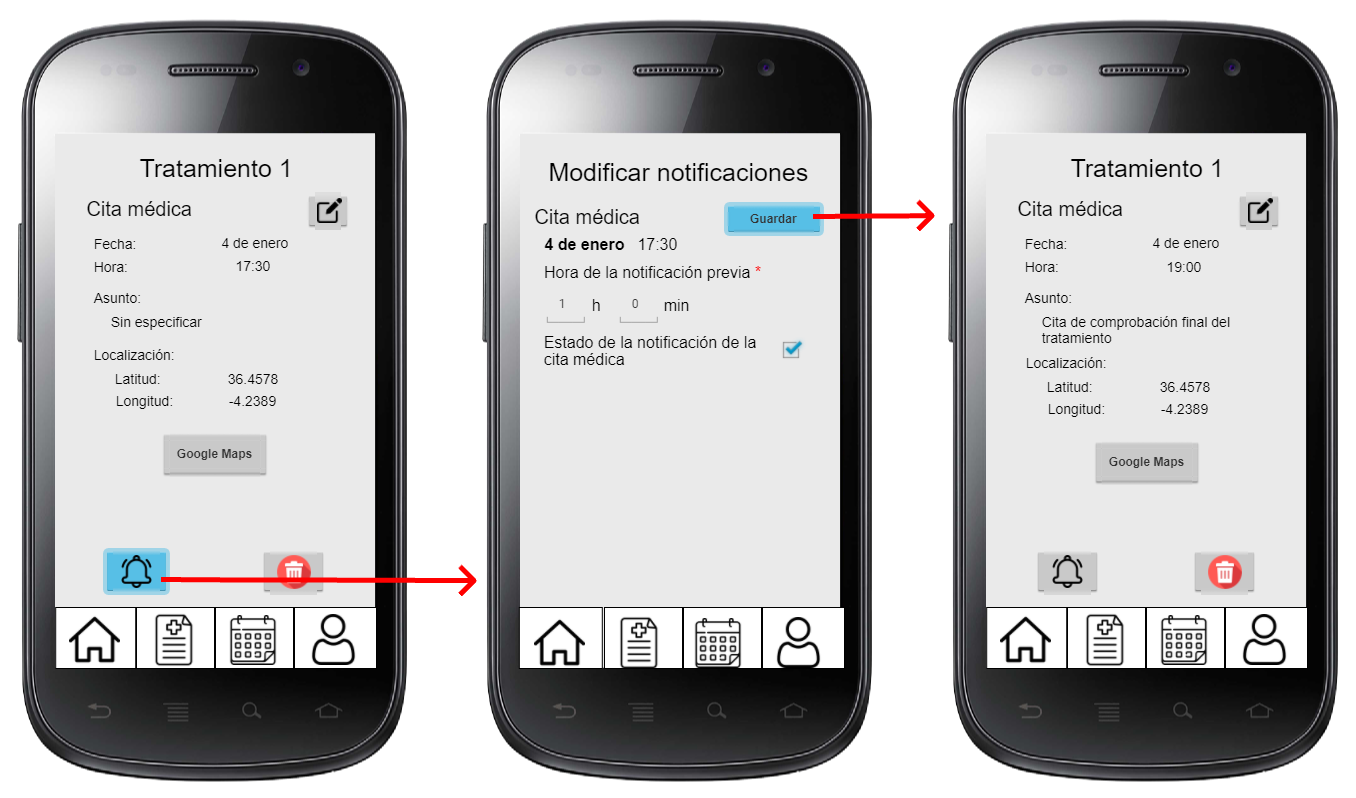 Tratamiento 1
Cita médica
Fecha: 4 de enero
Hora: 17:30
Asunto:
Sin especificar
Localización:
Latitud: 36.4578
Longitud: -4.2389
Google Maps
Modificar notificaciones
Cita médica Guardar
4 de enero 17:30
Hora de la notificación previa *
1 h 0 min
Estado de la notificación de la
cita médica
Tratamiento 1
Cita médica
Fecha: 4 de enero
Hora: 19:00
Asunto:
Cita de comprobación final del
tratamiento
Localización:
Latitud: 36.4578
Longitud: -4.2389
Google Maps